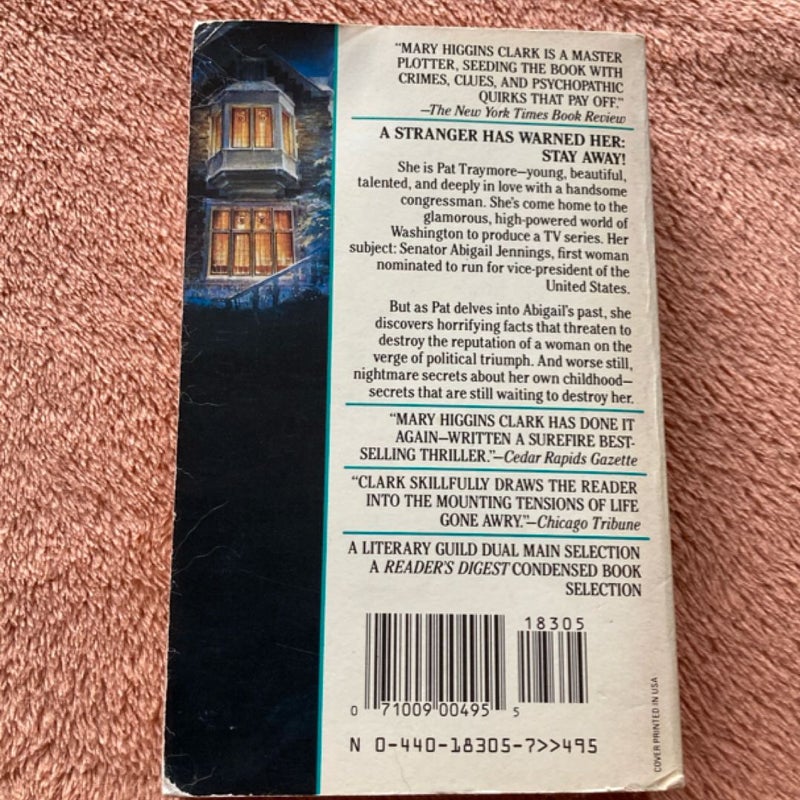 “MARY HIGGINS CLARK IS A MASTER
PLOTTER, SEEDING THE BOOK WITH
CRIMES, CLUES, AND PSYCHOPATHIC
QUIRKS THAT PAY OFF.”
—The New York Times Book Review
A STRANGER HAS WARNED HER:
STAY AWAY!
She is Pat Traymore—young, beautiful,
talented, and deeply in love with a handsome
congressman. She’s come home to the
glamorous, high-powered world of
Washington to produce a TV series. Her
subject: Senator Abigail Jennings, first woman
nominated to run for vice-president of the
United States.
But as Pat delves into Abigail’s past, she
discovers horrifying facts that threaten to
destroy the reputation of a woman on the
verge of political triumph. And worse still,
nightmare secrets about her own childhood—
secrets that are still waiting to destroy her.
“MARY HIGGINS CLARK HAS DONE IT
AGAIN—WRITTEN A SUREFIRE BEST-
SELLING THRILLER.”—Cedar Rapids Gazette
“CLARK SKILLFULLY DRAWS THE READER
INTO THE MOUNTING TENSIONS OF LIFE
GONE AWRY.”—Chicago Tribune
A LITERARY GUILD DUAL MAIN SELECTION
A READER’S DIGEST CONDENSED BOOK
SELECTION
18305
0 71009 00495 5
N 0-440-18305-7>>495
COVER PRINTED IN USA